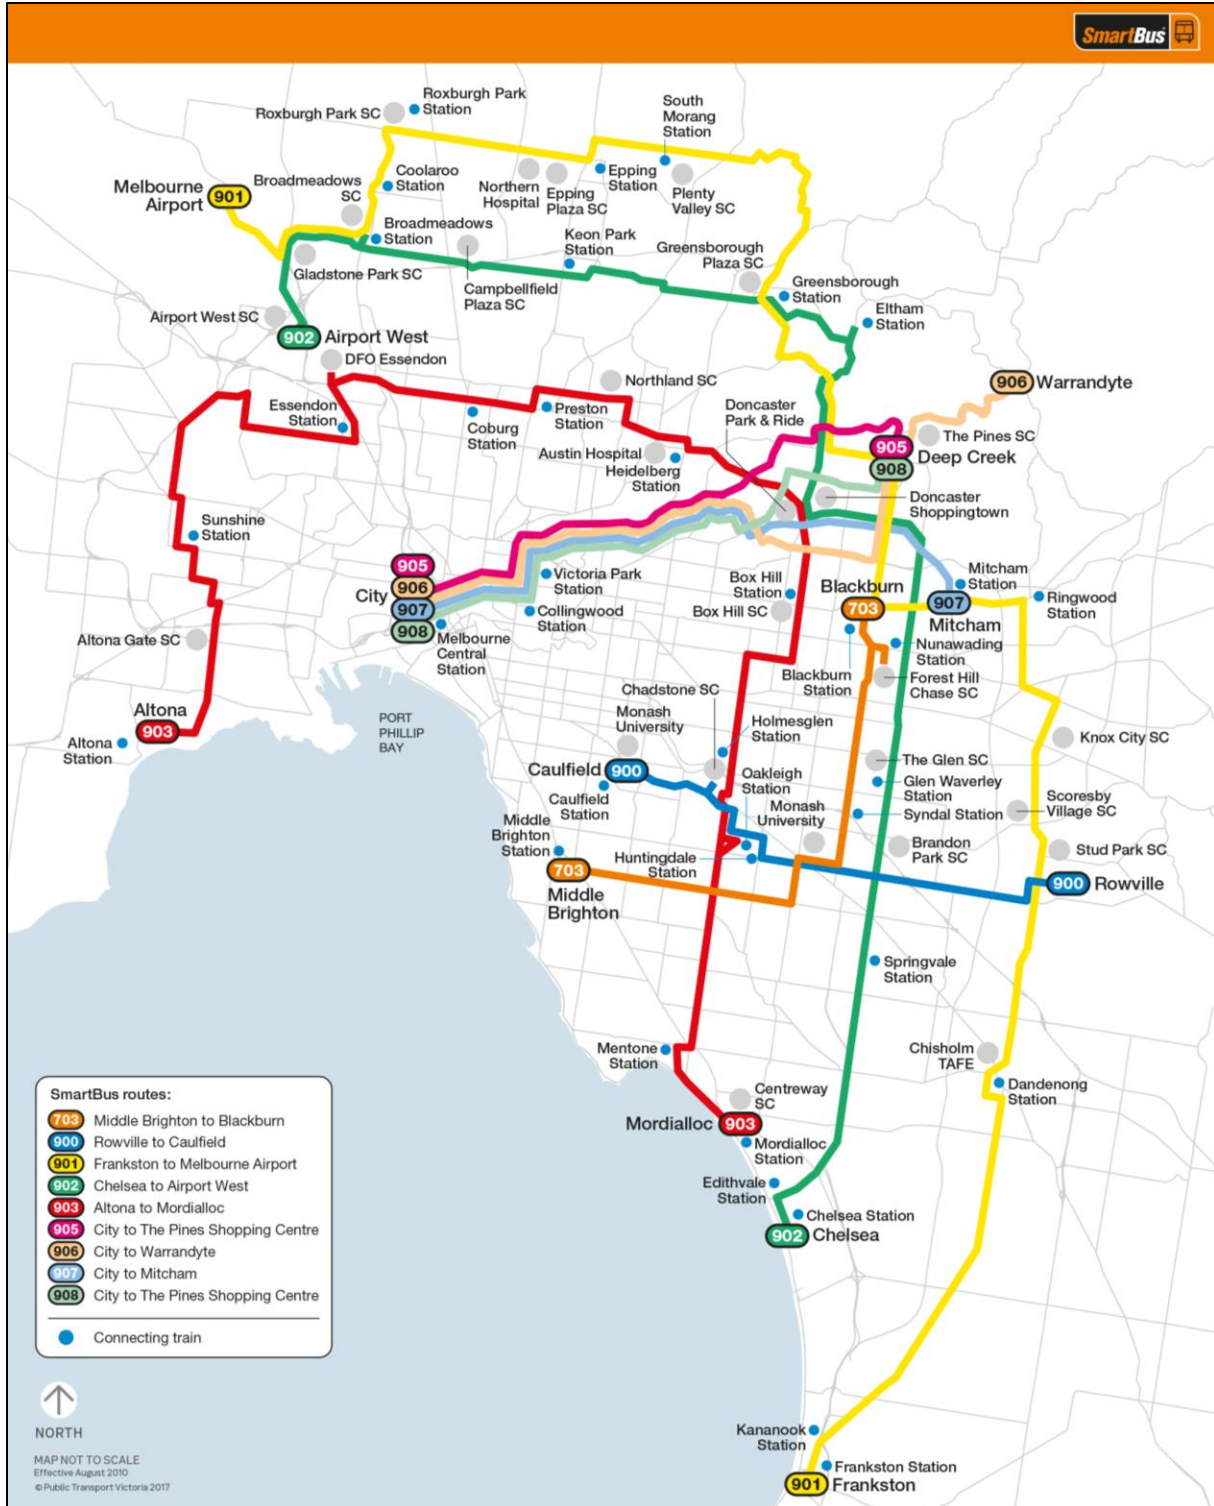 SmartBus
Roxburgh Park
Station
Roxburgh Park SC
South
Morang
Station
Melbourne
Airport
901
Broadmeadows
SC
Coolaroo
Station
Northern
Hospital
Epping
Plaza SC
Epping
Station
Plenty
Valley SC
Broadmeadows
Station
Keon Park
Station
Greensborough
Plaza SC
Gladstone Park SC
Campbellfield
Plaza SC
Greensborough
Station
Eltham
Station
Airport West SC
902 Airport West
DFO Essendon
Northland SC
906 Warrandyte
Essendon
Station
Coburg
Station
Preston
Station
Doncaster
Park & Ride
The Pines SC
905
Deep Creek
908
Austin Hospital
Heidelberg
Station
Doncaster
Shoppingtown
Sunshine
Station
City
905
906
907
908
Victoria Park
Station
Collingwood
Station
Melbourne
Central
Station
Box Hill
Station
Box Hill SC
Blackburn
703
Mitcham
Station
907
Mitcham
Ringwood
Station
Nunawading
Station
Blackburn
Station
Forest Hill
Chase SC
Altona Gate SC
Altona
903
Altona
Station
PORT
PHILLIP
BAY
Chadstone SC
Monash
University
Holmesglen
Station
Knox City SC
Caulfield 900
Caulfield
Station
Oakleigh
Station
Monash
University
The Glen SC
Glen Waverley
Station
Syndal Station
Scoresby
Village SC
Middle
Brighton
Station
703
Middle
Brighton
Huntingdale
Station
Brandon
Park SC
Stud Park SC
900 Rowville
Springvale
Station
Mentone
Station
Chisholm
TAFE
Dandenong
Station
Centreway
SC
Mordialloc 903
Mordialloc
Station
Edithvale
Station
Chelsea Station
902 Chelsea
Kananook
Station
Frankston Station
901 Frankston
SmartBus routes:
703 Middle Brighton to Blackburn
900 Rowville to Caulfield
901 Frankston to Melbourne Airport
902 Chelsea to Airport West
903 Altona to Mordialloc
905 City to The Pines Shopping Centre
906 City to Warrandyte
907 City to Mitcham
908 City to The Pines Shopping Centre
Connecting train
NORTH
MAP NOT TO SCALE
Effective August 2010
© Public Transport Victoria 2017